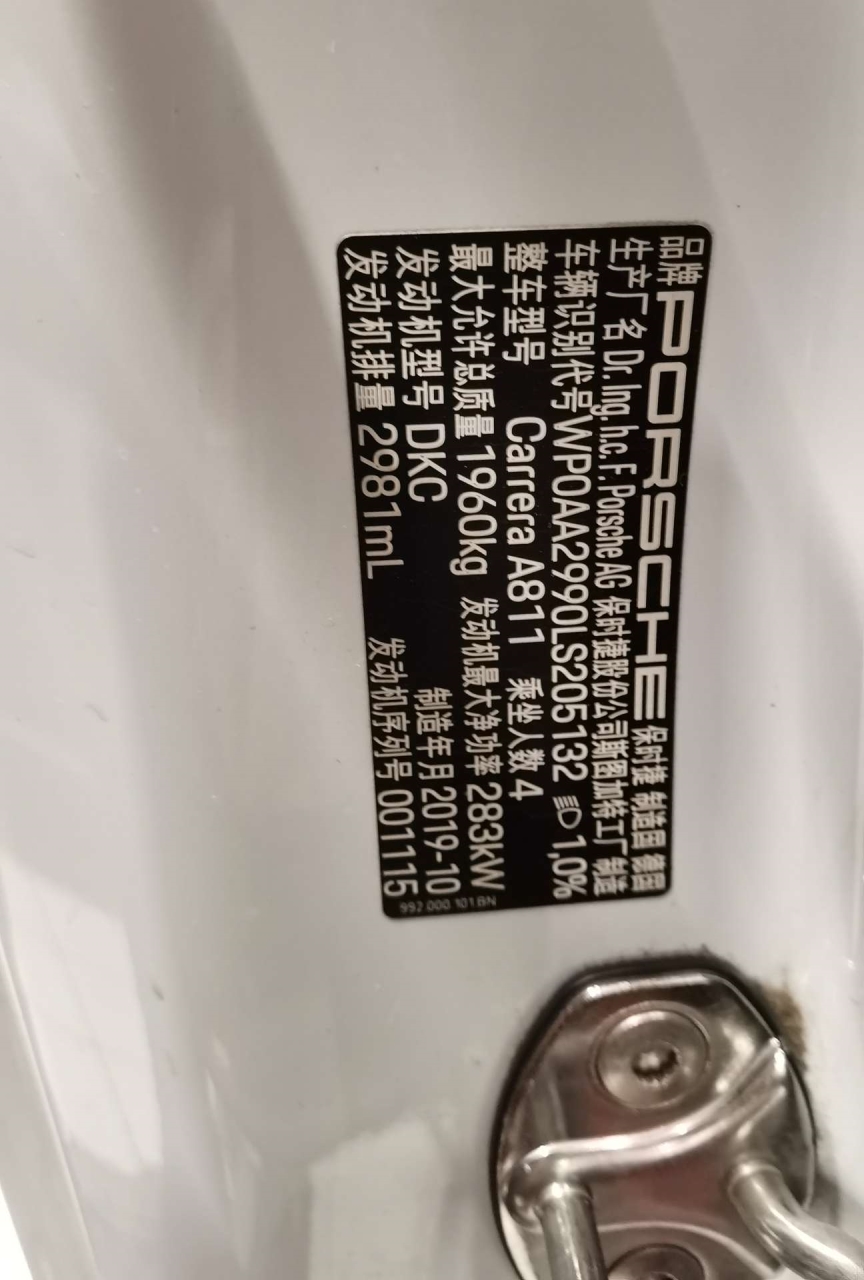 品牌 PORSCHE 保时捷 制造国 德国
生产厂名 Dr. Ing. h.c. F. Porsche AG 保时捷股份公司斯图加特工厂制造
车辆识别代号 WP0AA2990LS205132 1,0%
整车型号 Carrera A811 乘坐人数 4
最大允许总质量 1960kg 发动机最大净功率 283kW
发动机型号 DKC 制造年月 2019-10
发动机排量 2981mL 发动机序列号 001115
992.000.101.BN